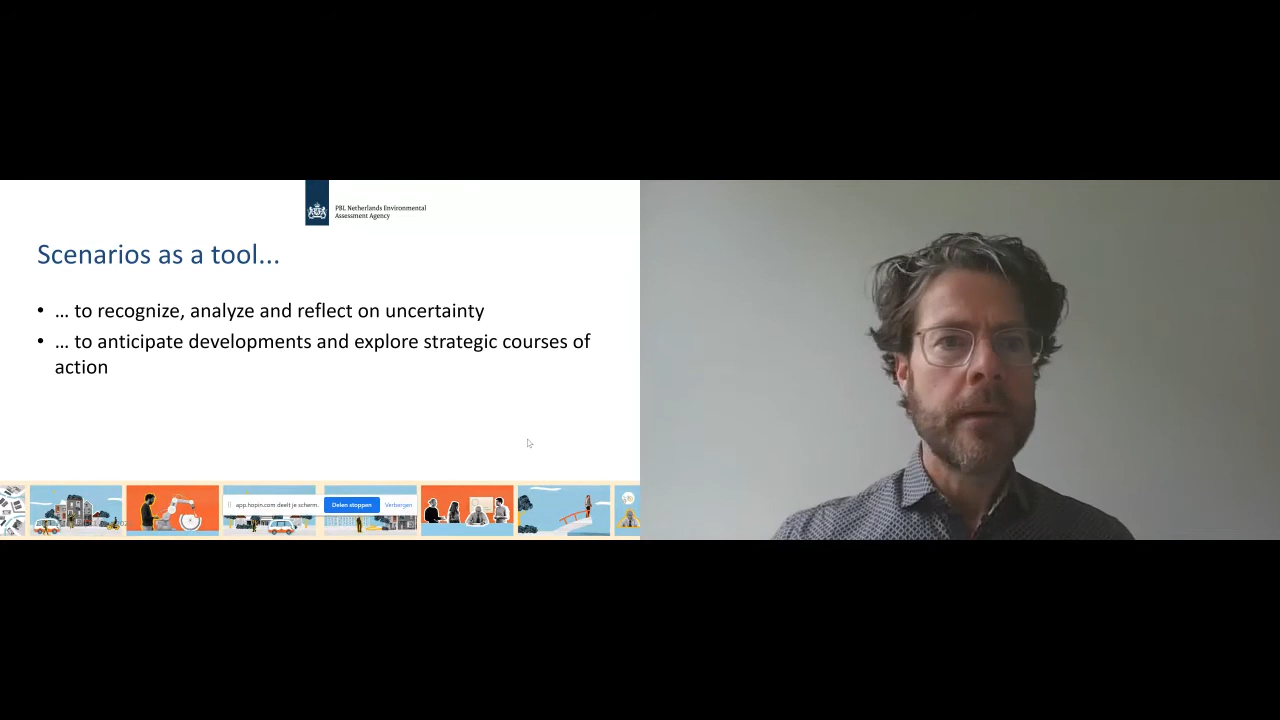 PBL Netherlands Environmental
Assessment Agency
Scenarios as a tool...
• ... to recognize, analyze and reflect on uncertainty
• ... to anticipate developments and explore strategic courses of
action
app.hopin.com deelt je scherm.
Delen stoppen
Verbergen